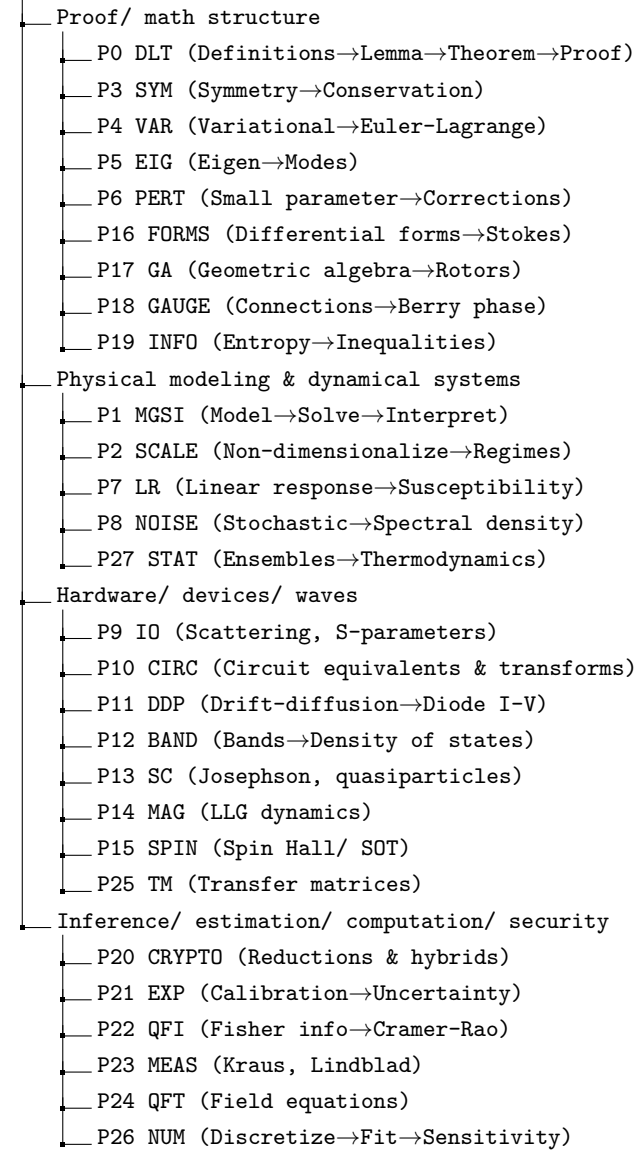 Proof/ math structure
P0 DLT (Definitions→Lemma→Theorem→Proof)
P3 SYM (Symmetry→Conservation)
P4 VAR (Variational→Euler-Lagrange)
P5 EIG (Eigen→Modes)
P6 PERT (Small parameter→Corrections)
P16 FORMS (Differential forms→Stokes)
P17 GA (Geometric algebra→Rotors)
P18 GAUGE (Connections→Berry phase)
P19 INFO (Entropy→Inequalities)
Physical modeling & dynamical systems
P1 MGSI (Model→Solve→Interpret)
P2 SCALE (Non-dimensionalize→Regimes)
P7 LR (Linear response→Susceptibility)
P8 NOISE (Stochastic→Spectral density)
P27 STAT (Ensembles→Thermodynamics)
Hardware/ devices/ waves
P9 IO (Scattering, S-parameters)
P10 CIRC (Circuit equivalents & transforms)
P11 DDP (Drift-diffusion→Diode I-V)
P12 BAND (Bands→Density of states)
P13 SC (Josephson, quasiparticles)
P14 MAG (LLG dynamics)
P15 SPIN (Spin Hall/ SOT)
P25 TM (Transfer matrices)
Inference/ estimation/ computation/ security
P20 CRYPTO (Reductions & hybrids)
P21 EXP (Calibration→Uncertainty)
P22 QFI (Fisher info→Cramer-Rao)
P23 MEAS (Kraus, Lindblad)
P24 QFT (Field equations)
P26 NUM (Discretize→Fit→Sensitivity)